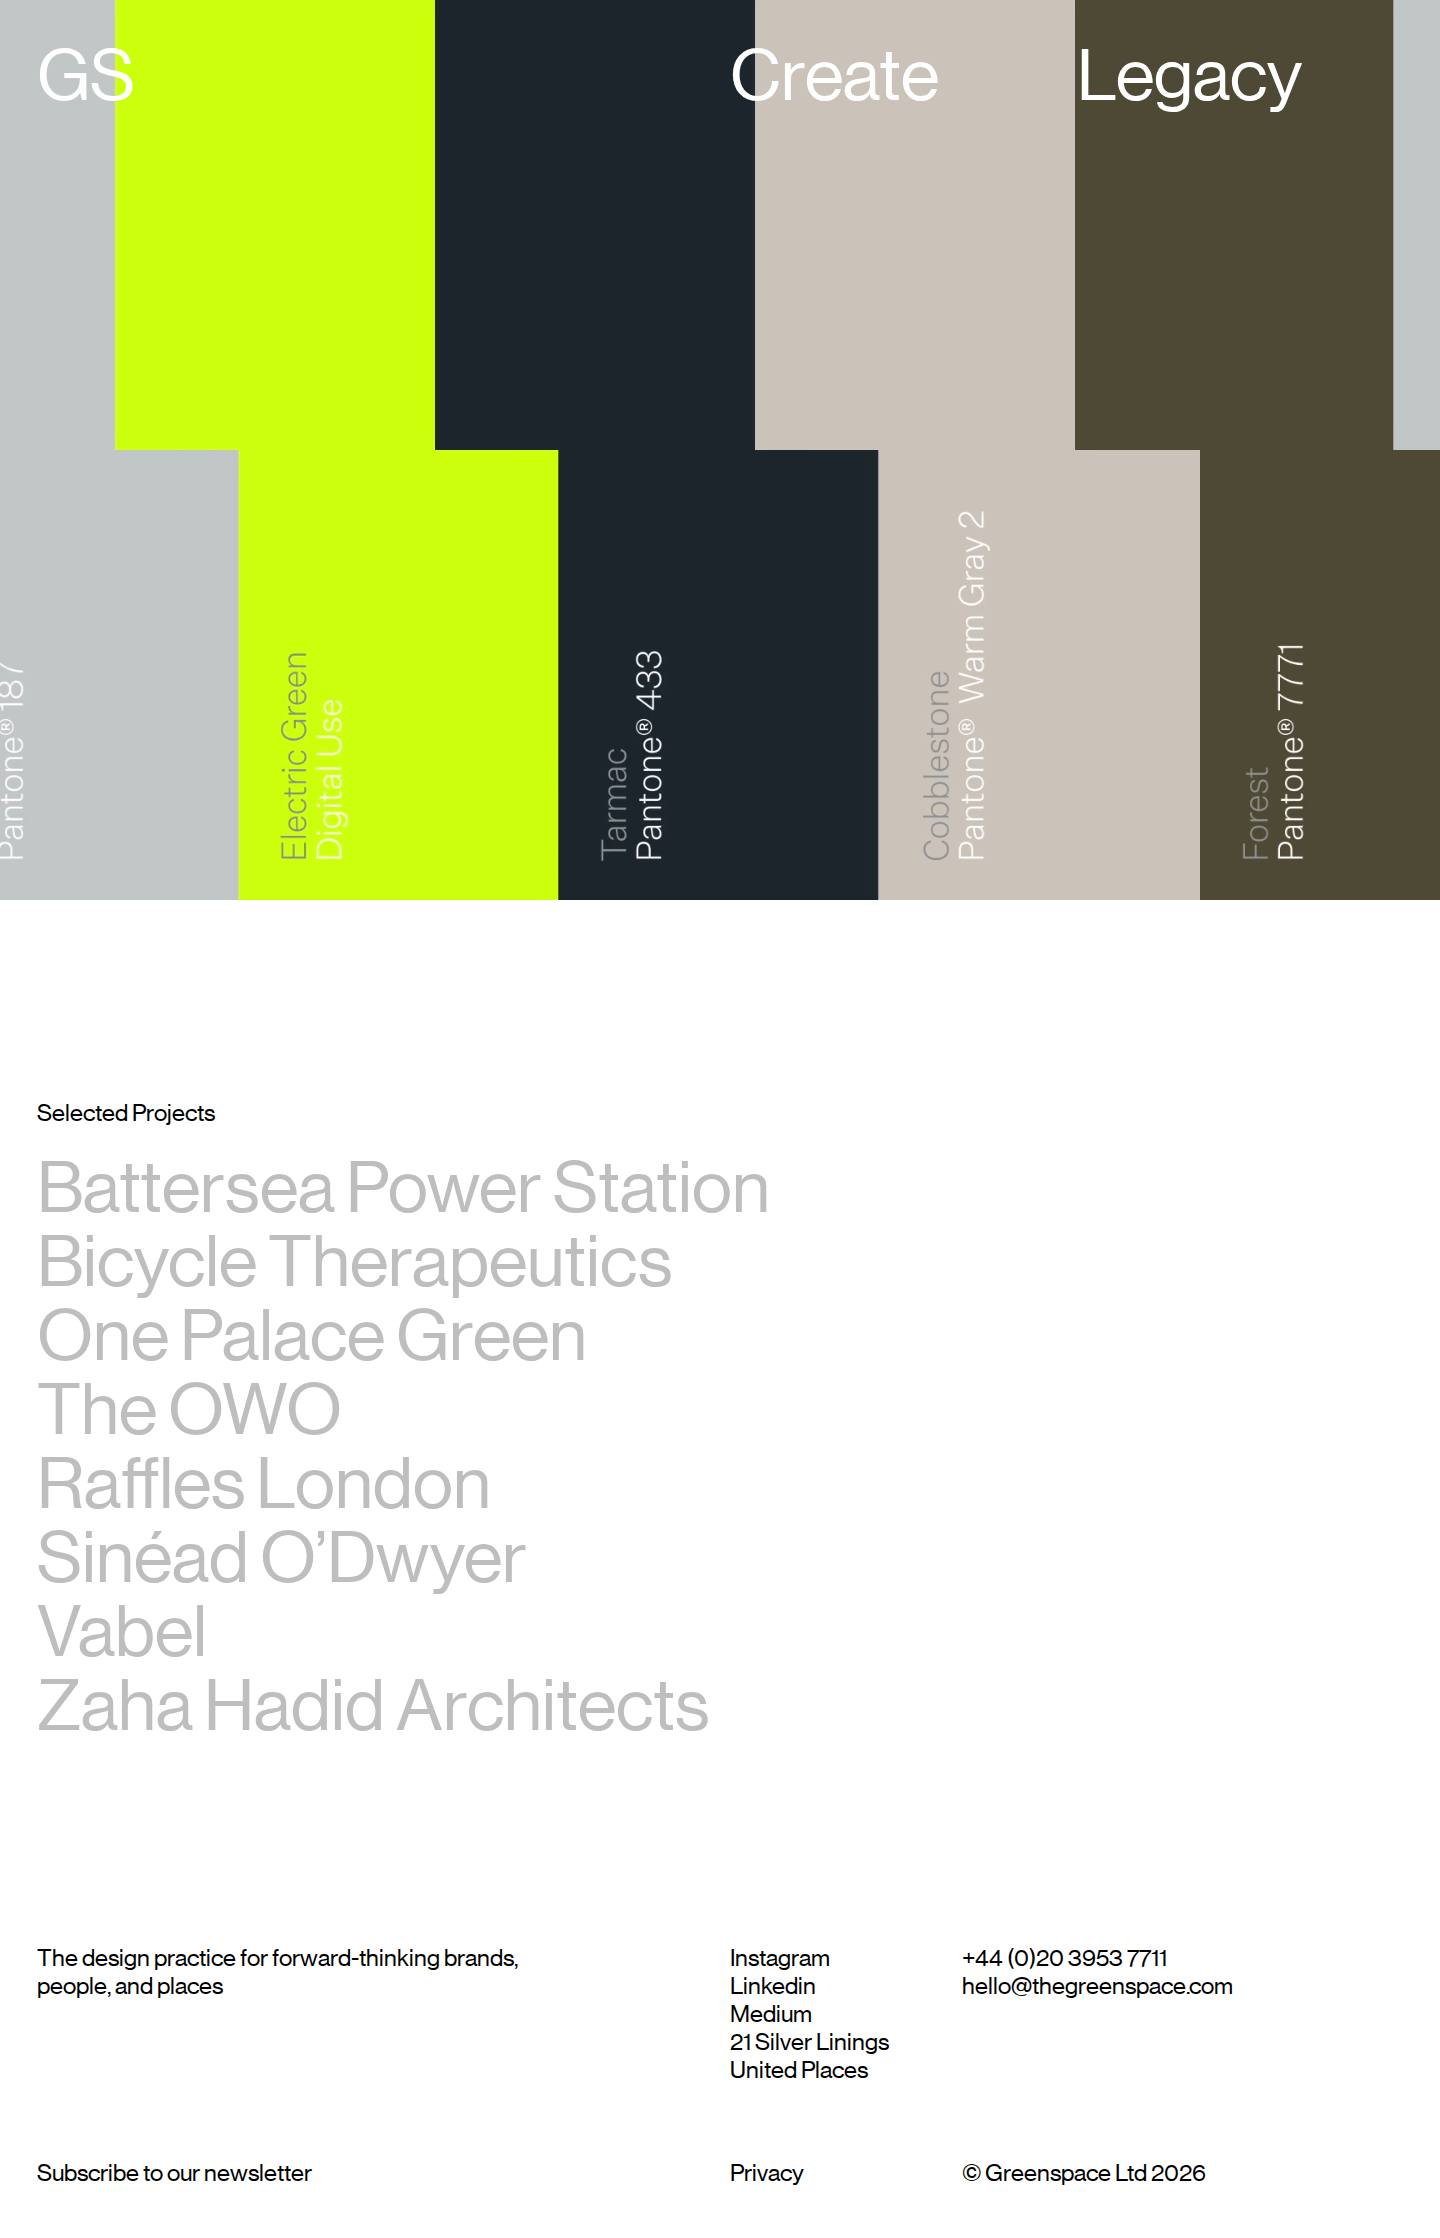 GS
Create
Legacy
Pantone® 187
Electric Green
Digital Use
Tarmac
Pantone® 433
Cobblestone
Pantone® Warm Gray 2
Forest
Pantone® 7771
Selected Projects
Battersea Power Station
Bicycle Therapeutics
One Palace Green
The OWO
Raffles London
Sinéad O’Dwyer
Vabel
Zaha Hadid Architects
The design practice for forward-thinking brands,
people, and places
Instagram
Linkedin
Medium
21 Silver Linings
United Places
+44 (0)20 3953 7711
hello@thegreenspace.com
Subscribe to our newsletter
Privacy
© Greenspace Ltd 2026